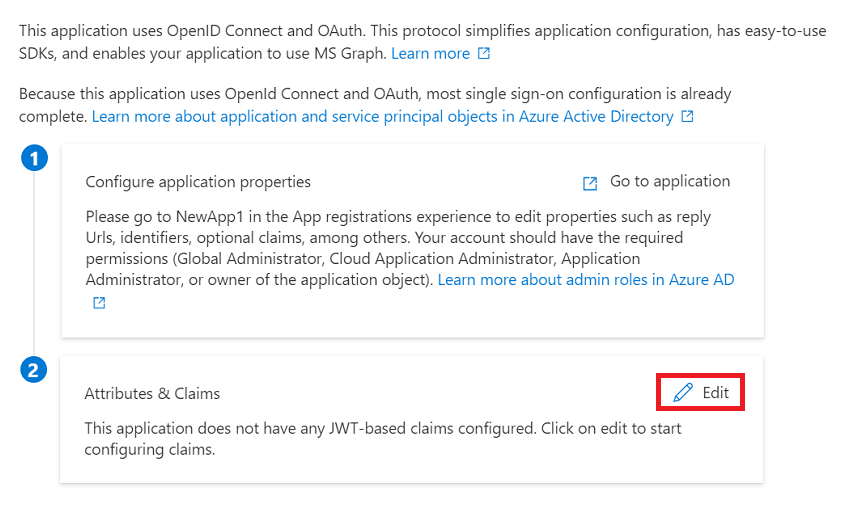 This application uses OpenID Connect and OAuth. This protocol simplifies application configuration, has easy-to-use
SDKs, and enables your application to use MS Graph. Learn more
Because this application uses OpenId Connect and OAuth, most single sign-on configuration is already
complete. Learn more about application and service principal objects in Azure Active Directory
1
Configure application properties
Go to application
Please go to NewApp1 in the App registrations experience to edit properties such as reply
Urls, identifiers, optional claims, among others. Your account should have the required
permissions (Global Administrator, Cloud Application Administrator, Application
Administrator, or owner of the application object). Learn more about admin roles in Azure AD
2
Attributes & Claims
Edit
This application does not have any JWT-based claims configured. Click on edit to start
configuring claims.